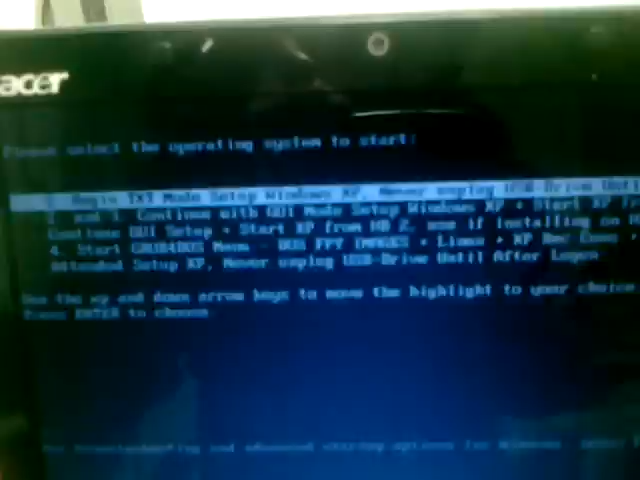 acer
Please select the operating system to start:
1. Begin TXT Mode Setup Windows XP, Never unplug USB-Drive Until
2. and 3. Continue with GUI Mode Setup Windows XP + Start XP
Continue GUI Setup + Start XP from HD 2. use if installing on
4. Start GRUB4DOS Menu - DOS FPY IMAGES + Linux + XP Rec Cons +
Attended Setup XP, Never unplug USB-Drive Until After Logon
Use the up and down arrow keys to move the highlight to your choice
Press ENTER to choose
For troubleshooting and advanced startup options for Windows, press